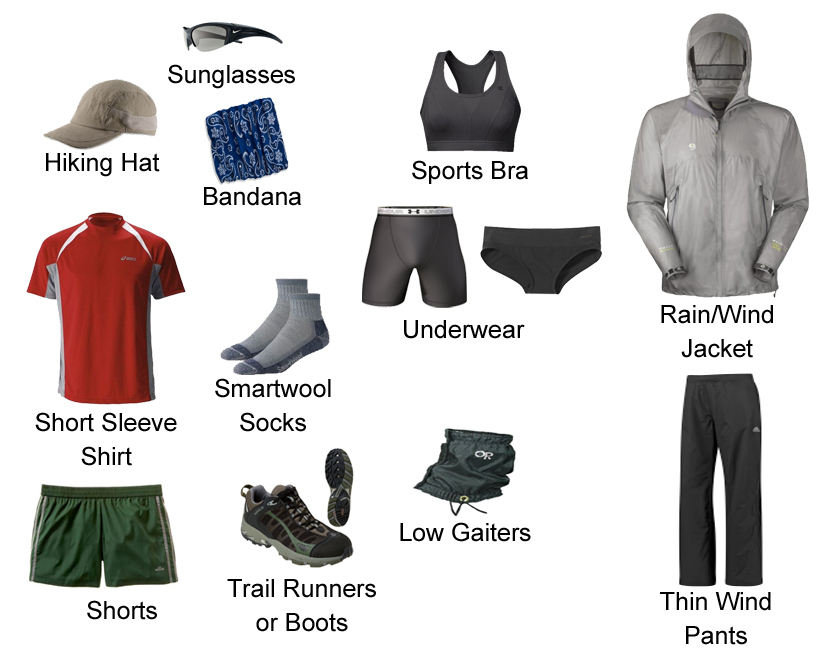 Sunglasses
Hiking Hat
Bandana
Sports Bra
Short Sleeve
Shirt
Smartwool
Socks
Underwear
Rain/Wind
Jacket
OR
Low Gaiters
Shorts
Trail Runners
or Boots
Thin Wind
Pants